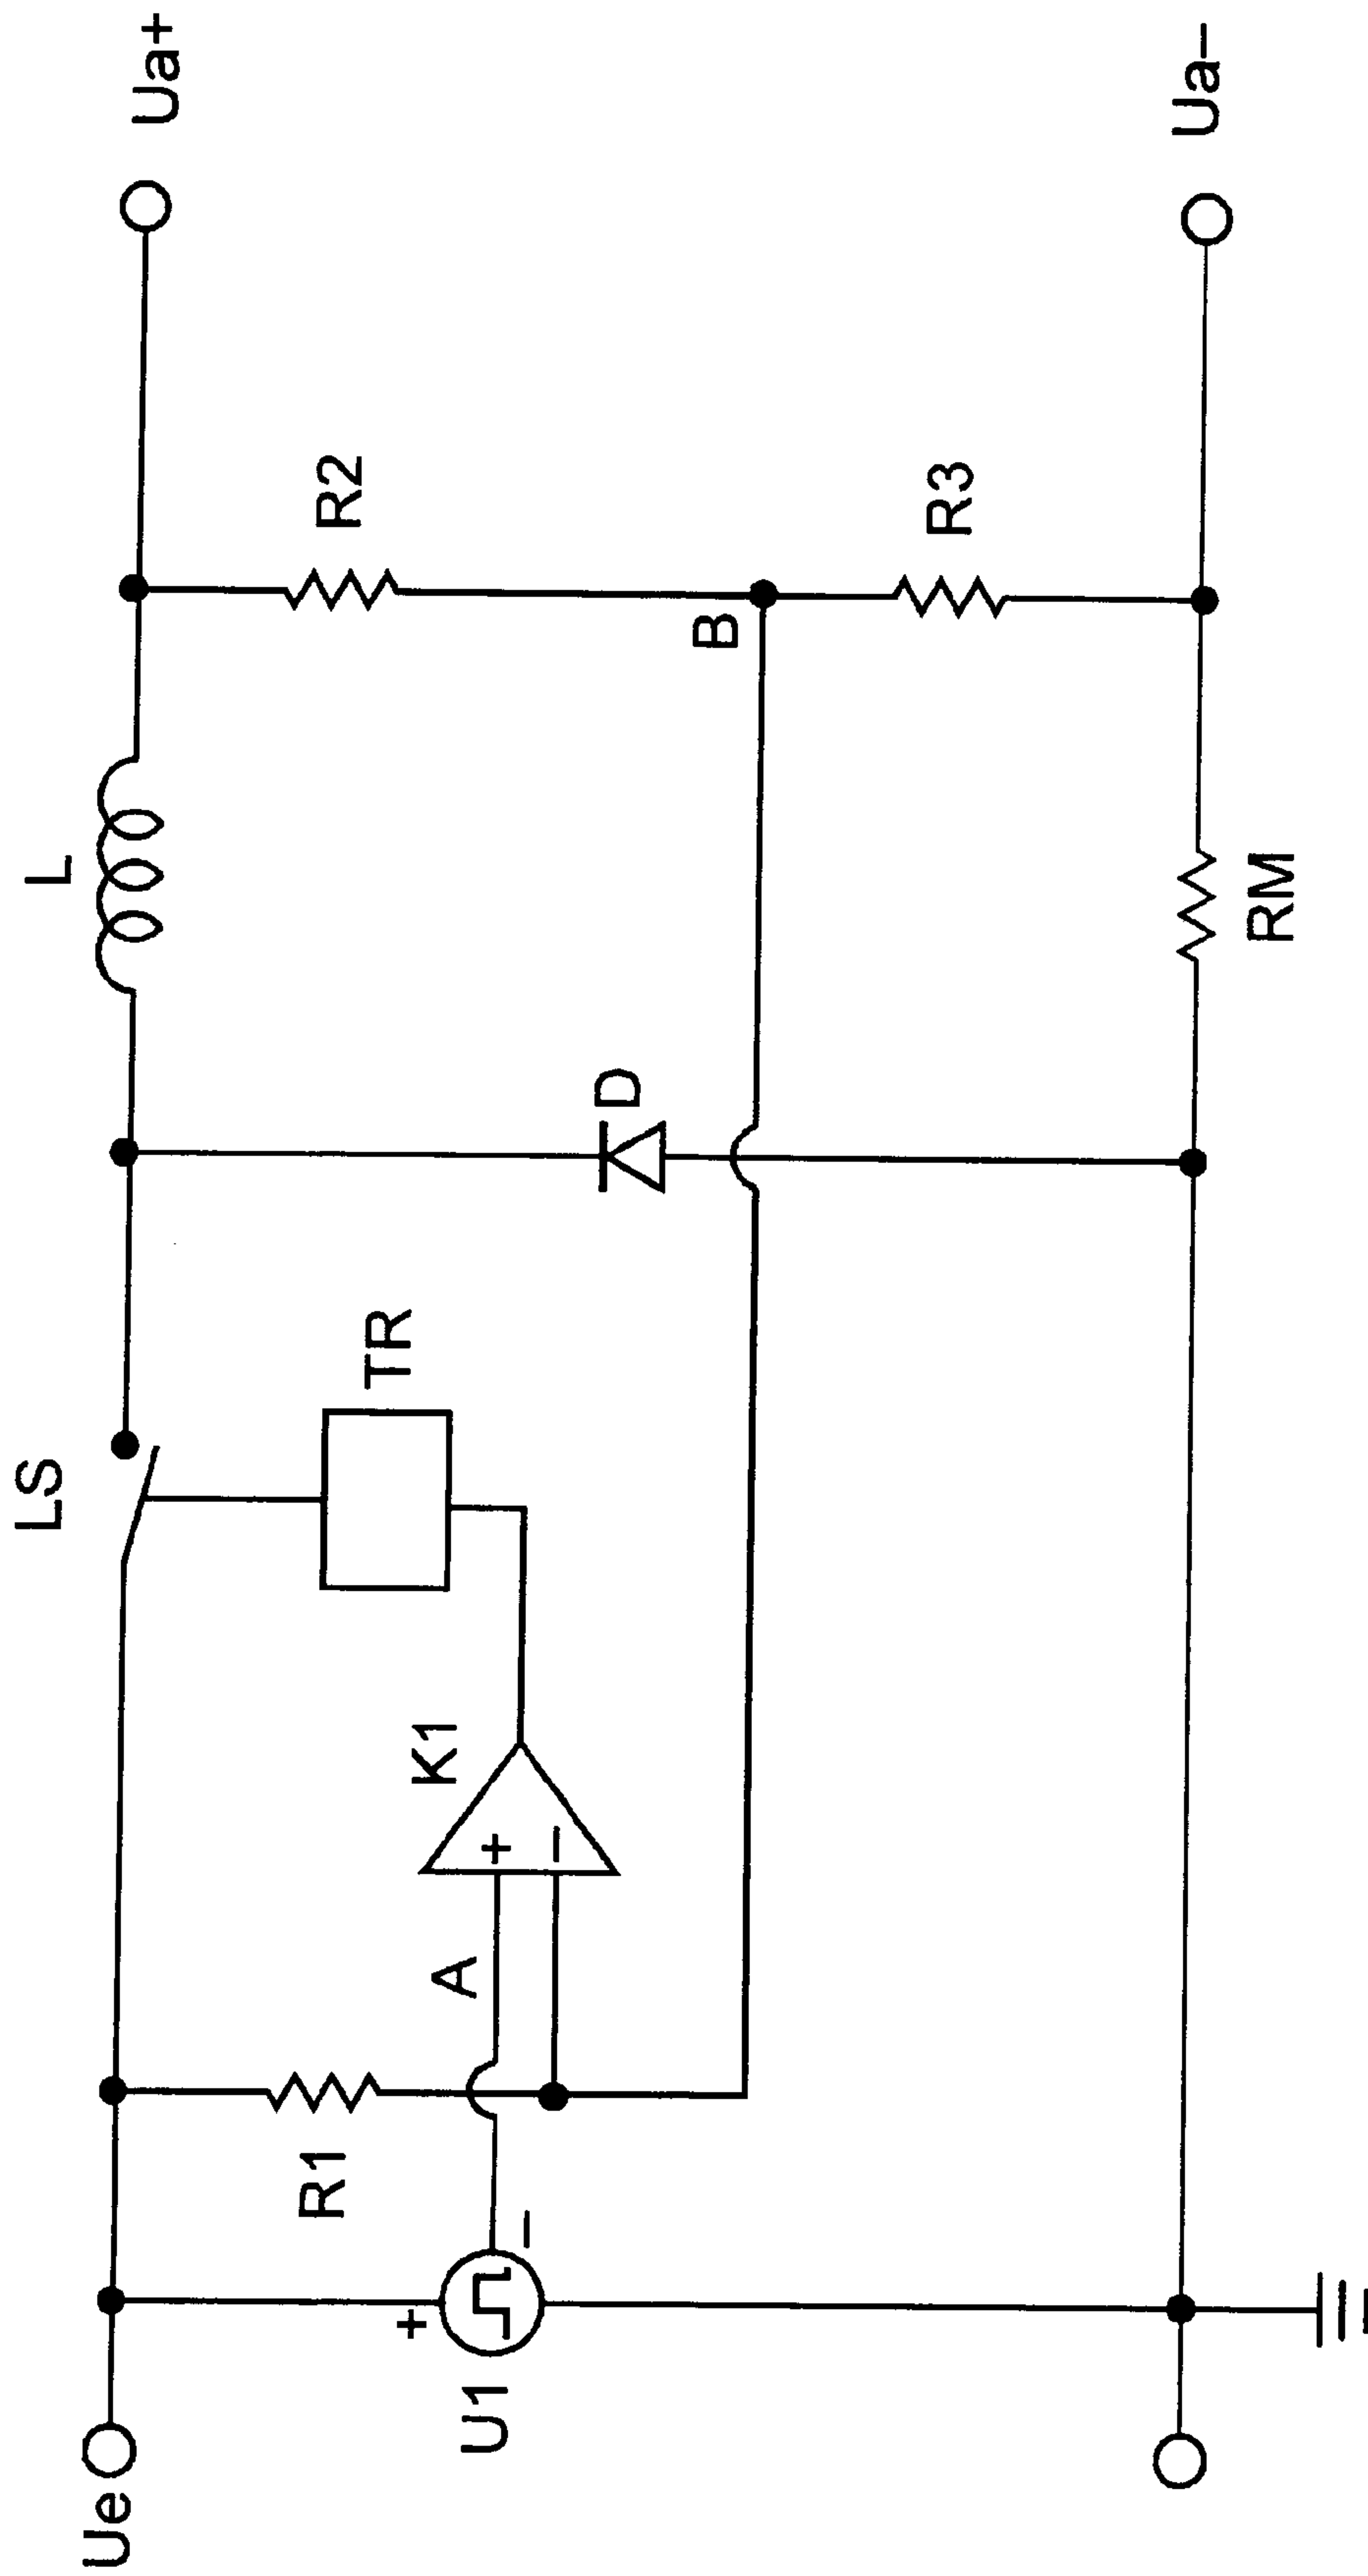 LS
L
Ua+
Ue
R1
K1
TR
R2
A
+
+
−
−
U1
D
B
R3
RM
Ua−